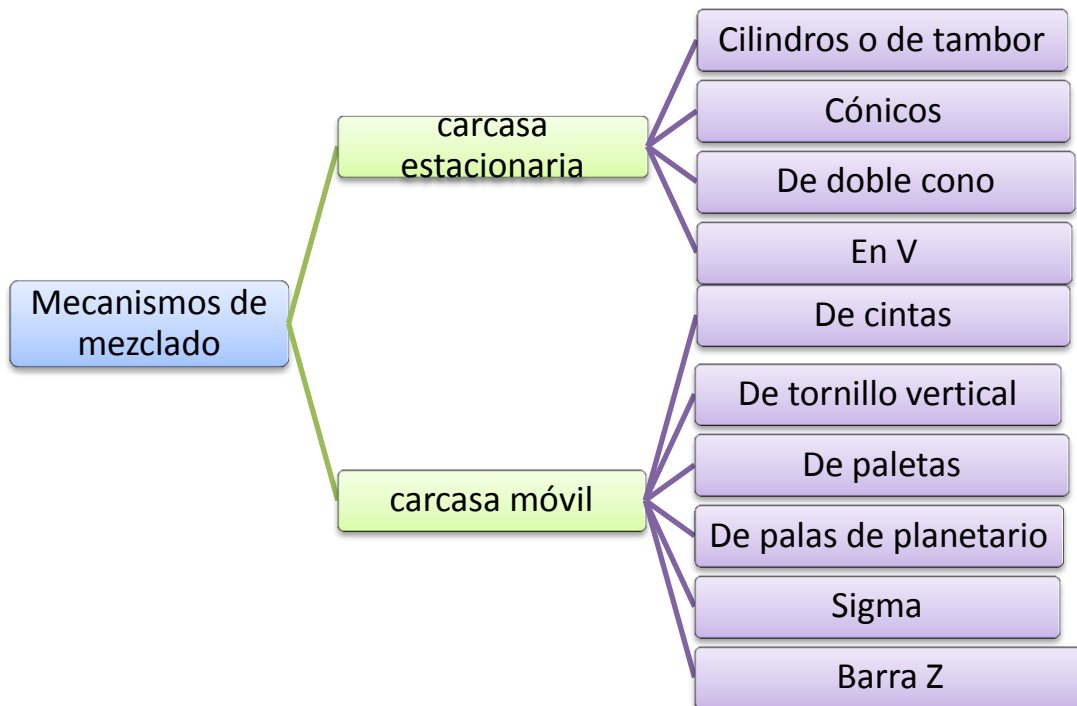 Mecanismos de
mezclado
carcasa
estacionaria
Cilindros o de tambor
Cónicos
De doble cono
En V
carcasa móvil
De cintas
De tornillo vertical
De paletas
De palas de planetario
Sigma
Barra Z